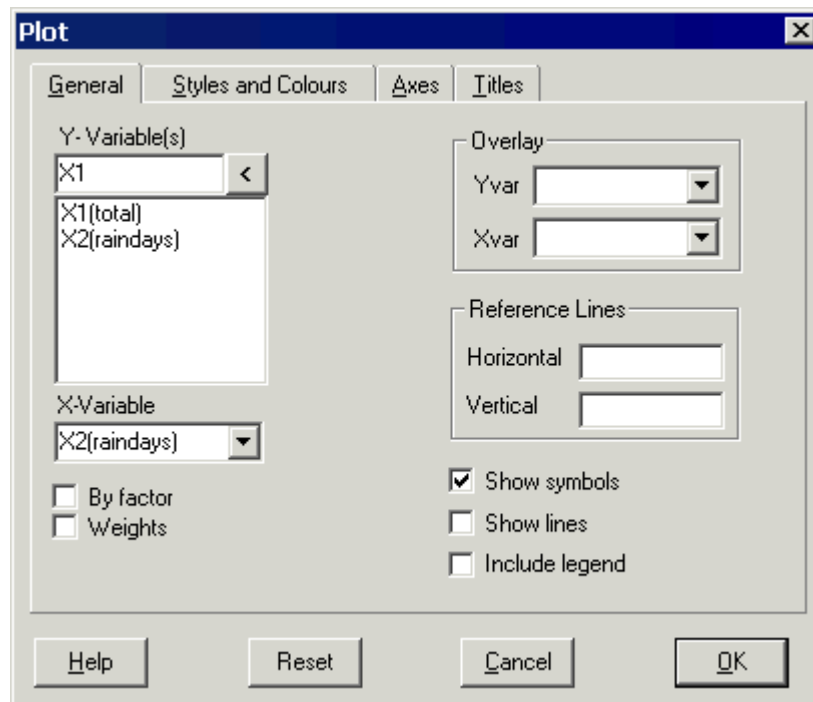 Plot
General Styles and Colours Axes Titles
Y- Variable(s)
X1 <
X1(total)
X2(raindays)
X-Variable
X2(raindays)
By factor
Weights
Overlay
Yvar
Xvar
Reference Lines
Horizontal
Vertical
Show symbols
Show lines
Include legend
Help Reset Cancel OK